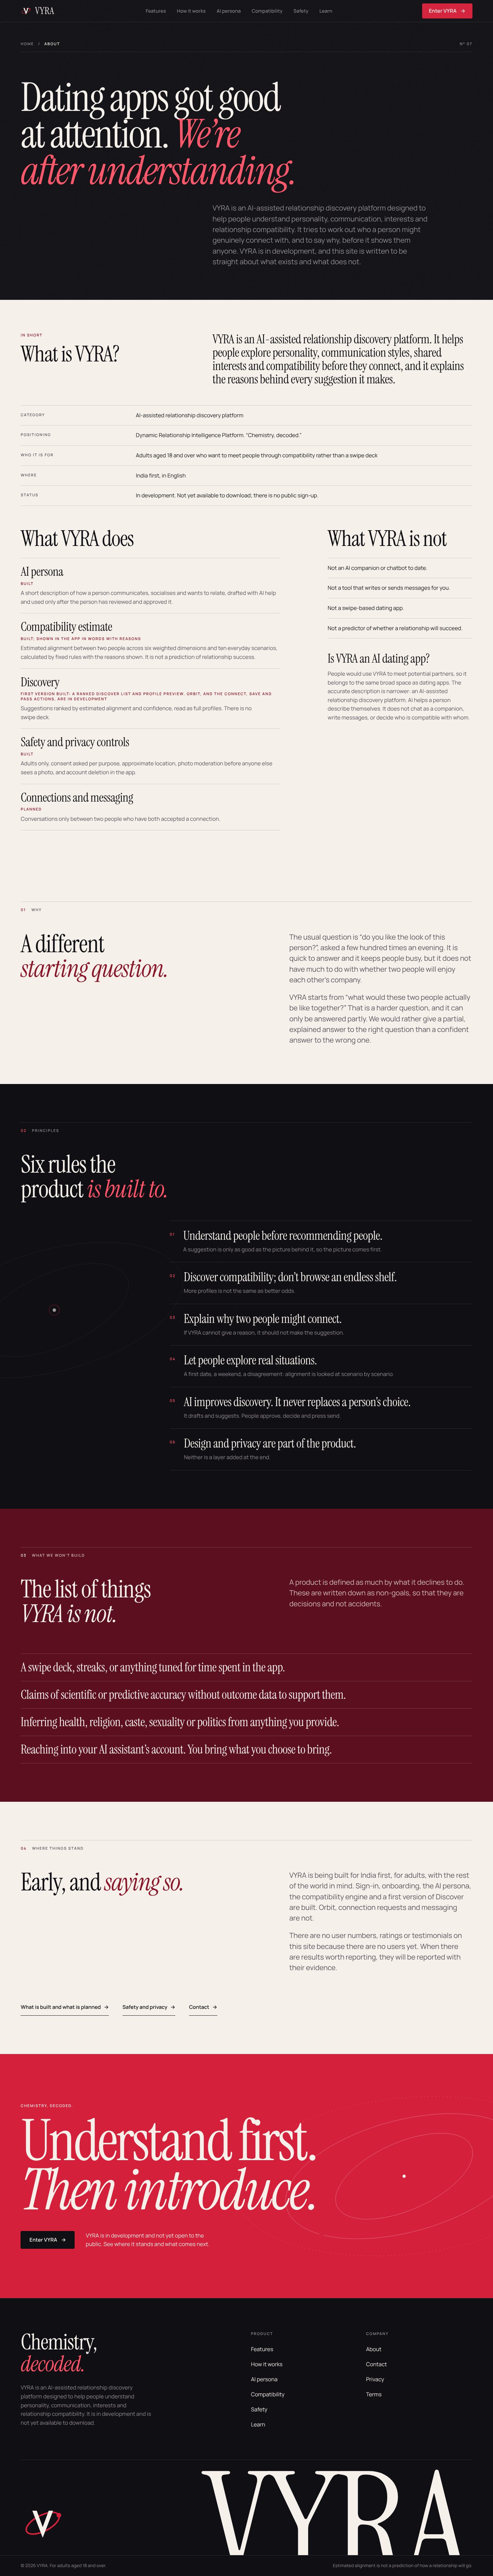 VYRA
Features
How it works
AI persona
Compatibility
Safety
Learn
Enter VYRA →
HOME / ABOUT
Nº 07
Dating apps got good
at attention. We're
after understanding.
VYRA is an AI-assisted relationship discovery platform designed to
help people understand personality, communication, interests and
relationship compatibility. It tries to work out who a person might
genuinely connect with, and to say why, before it shows them
anyone. VYRA is in development, and this site is written to be
straight about what exists and what does not.
IN SHORT
What is VYRA?
VYRA is an AI-assisted relationship discovery platform. It helps
people explore personality, communication styles, shared
interests and compatibility before they connect, and it explains
the reasons behind every suggestion it makes.
CATEGORY
AI-assisted relationship discovery platform
POSITIONING
Dynamic Relationship Intelligence Platform. “Chemistry, decoded.”
WHO IT IS FOR
Adults aged 18 and over who want to meet people through compatibility rather than a swipe deck
WHERE
India first, in English
STATUS
In development. Not yet available to download; there is no public sign-up.
What VYRA does
AI persona
BUILT
A short description of how a person communicates, socialises and wants to relate, drafted with AI help
and used only after the person has reviewed and approved it.
Compatibility estimate
BUILT; SHOWN IN THE APP IN WORDS WITH REASONS
Estimated alignment between two people across six weighted dimensions and ten everyday scenarios,
calculated by fixed rules with the reasons shown. It is not a prediction of relationship success.
Discovery
FIRST VERSION BUILT: A RANKED DISCOVER LIST AND PROFILE PREVIEW. ORBIT, AND THE CONNECT, SAVE AND
PASS ACTIONS, ARE IN DEVELOPMENT
Suggestions ranked by estimated alignment and confidence, read as full profiles. There is no
swipe deck.
Safety and privacy controls
BUILT
Adults only, consent asked per purpose, approximate location, photo moderation before anyone else
sees a photo, and account deletion in the app.
Connections and messaging
PLANNED
Conversations only between two people who have both accepted a connection.
What VYRA is not
Not an AI companion or chatbot to date.
Not a tool that writes or sends messages for you.
Not a swipe-based dating app.
Not a predictor of whether a relationship will succeed.
Is VYRA an AI dating app?
People would use VYRA to meet potential partners, so it
belongs to the same broad space as dating apps. The
accurate description is narrower: an AI-assisted
relationship discovery platform. AI helps a person
describe themselves. It does not chat as a companion,
write messages, or decide who is compatible with whom.
01 WHY
A different
starting question.
The usual question is “do you like the look of this
person?”, asked a few hundred times an evening. It is
quick to answer and it keeps people busy, but it does not
have much to do with whether two people will enjoy
each other's company.
VYRA starts from “what would these two people actually
be like together?” That is a harder question, and it can
only be answered partly. We would rather give a partial,
explained answer to the right question than a confident
answer to the wrong one.
02 PRINCIPLES
Six rules the
product is built to.
01 Understand people before recommending people.
A suggestion is only as good as the picture behind it, so the picture comes first.
02 Discover compatibility; don't browse an endless shelf.
More profiles is not the same as better odds.
03 Explain why two people might connect.
If VYRA cannot give a reason, it should not make the suggestion.
04 Let people explore real situations.
A first date, a weekend, a disagreement: alignment is looked at scenario by scenario.
05 AI improves discovery. It never replaces a person's choice.
It drafts and suggests. People approve, decide and press send.
06 Design and privacy are part of the product.
Neither is a layer added at the end.
03 WHAT WE WON'T BUILD
The list of things
VYRA is not.
A product is defined as much by what it declines to do.
These are written down as non-goals, so that they are
decisions and not accidents.
A swipe deck, streaks, or anything tuned for time spent in the app.
Claims of scientific or predictive accuracy without outcome data to support them.
Inferring health, religion, caste, sexuality or politics from anything you provide.
Reaching into your AI assistant's account. You bring what you choose to bring.
04 WHERE THINGS STAND
Early, and saying so.
VYRA is being built for India first, for adults, with the rest
of the world in mind. Sign-in, onboarding, the AI persona,
the compatibility engine and a first version of Discover
are built. Orbit, connection requests and messaging
are not.
There are no user numbers, ratings or testimonials on
this site because there are no users yet. When there
are results worth reporting, they will be reported with
their evidence.
What is built and what is planned →
Safety and privacy →
Contact →
CHEMISTRY, DECODED
Understand first.
Then introduce.
Enter VYRA →
VYRA is in development and not yet open to the
public. See where it stands and what comes next.
Chemistry,
decoded.
VYRA is an AI-assisted relationship discovery
platform designed to help people understand
personality, communication, interests and
relationship compatibility. It is in development and is
not yet available to download.
PRODUCT
Features
How it works
AI persona
Compatibility
Safety
Learn
COMPANY
About
Contact
Privacy
Terms
V
VYRA
© 2026 VYRA. For adults aged 18 and over.
Estimated alignment is not a prediction of how a relationship will go.